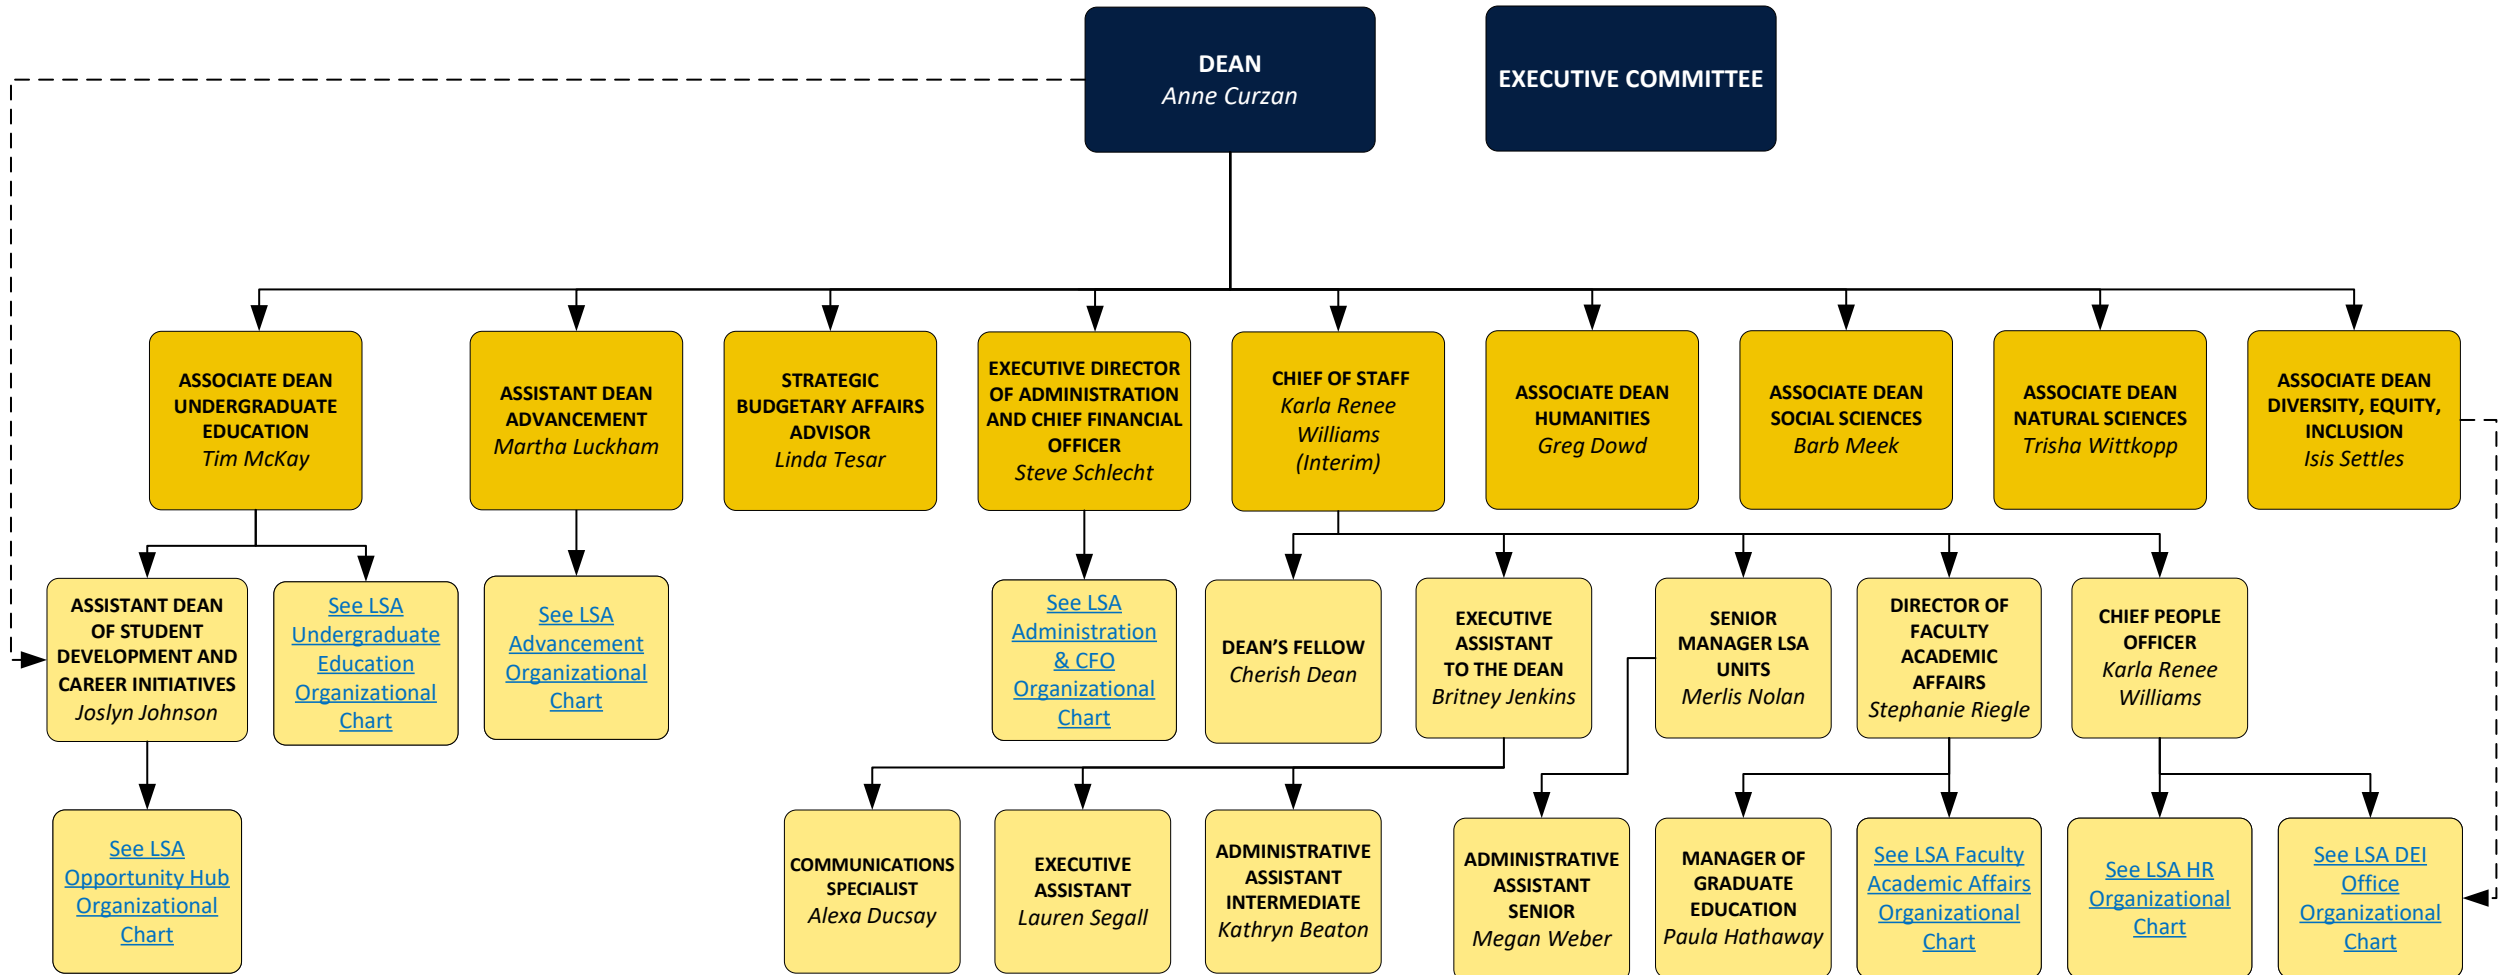 DEAN
Anne Curzan
EXECUTIVE COMMITTEE
ASSOCIATE DEAN
UNDERGRADUATE
EDUCATION
Tim McKay
ASSISTANT DEAN
ADVANCEMENT
Martha Luckham
STRATEGIC
BUDGETARY AFFAIRS
ADVISOR
Linda Tesar
EXECUTIVE DIRECTOR
OF ADMINISTRATION
AND CHIEF FINANCIAL
OFFICER
Steve Schlecht
CHIEF OF STAFF
Karla Renee
Williams
(Interim)
ASSOCIATE DEAN
HUMANITIES
Greg Dowd
ASSOCIATE DEAN
SOCIAL SCIENCES
Barb Meek
ASSOCIATE DEAN
NATURAL SCIENCES
Trisha Wittkopp
ASSOCIATE DEAN
DIVERSITY, EQUITY,
INCLUSION
Isis Settles
ASSISTANT DEAN
OF STUDENT
DEVELOPMENT AND
CAREER INITIATIVES
Joslyn Johnson
See LSA
Undergraduate
Education
Organizational
Chart
See LSA
Advancement
Organizational
Chart
See LSA
Administration
& CFO
Organizational
Chart
DEAN’S FELLOW
Cherish Dean
EXECUTIVE
ASSISTANT
TO THE DEAN
Britney Jenkins
SENIOR
MANAGER LSA
UNITS
Merlis Nolan
DIRECTOR OF
FACULTY
ACADEMIC
AFFAIRS
Stephanie Riegle
CHIEF PEOPLE
OFFICER
Karla Renee
Williams
See LSA
Opportunity Hub
Organizational
Chart
COMMUNICATIONS
SPECIALIST
Alexa Ducsay
EXECUTIVE
ASSISTANT
Lauren Segall
ADMINISTRATIVE
ASSISTANT
INTERMEDIATE
Kathryn Beaton
ADMINISTRATIVE
ASSISTANT
SENIOR
Megan Weber
MANAGER OF
GRADUATE
EDUCATION
Paula Hathaway
See LSA Faculty
Academic Affairs
Organizational
Chart
See LSA HR
Organizational
Chart
See LSA DEI
Office
Organizational
Chart